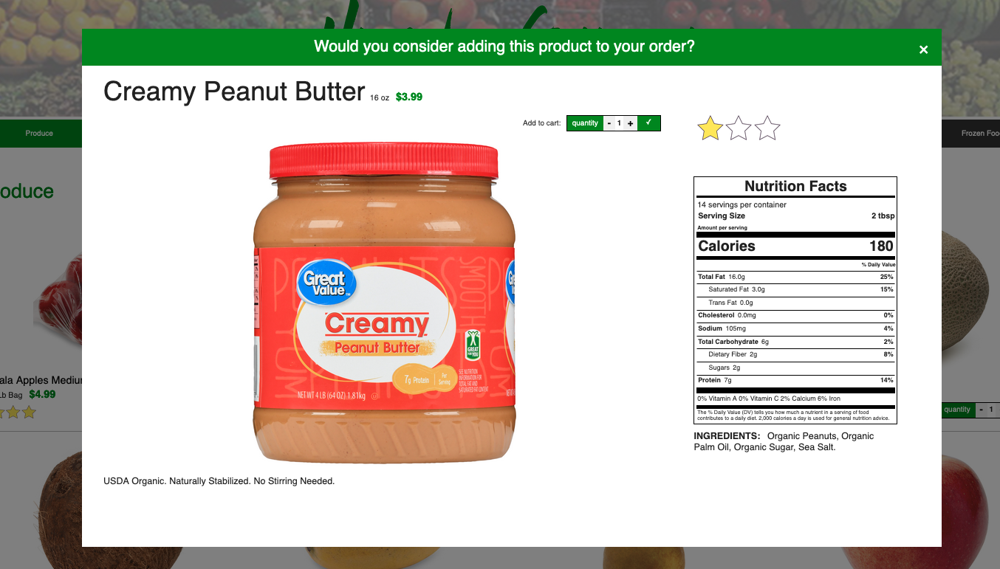 Would you consider adding this product to your order?
×
Creamy Peanut Butter 16 oz $3.99
Add to cart: quantity - 1 + ✓
Produce
Frozen Foo
oduce
Great
Value™
Creamy
Peanut Butter
GREAT
FOR YOU
7g Protein Per Serving
SEE NUTRITION
INFORMATION FOR
TOTAL FAT AND
SATURATED FAT CONTENT
NET WT 4 LB (64 OZ) 1.81kg
PEANUTS
SMOOTH
Nutrition Facts
14 servings per container
Serving Size 2 tbsp
Amount per serving
Calories 180
% Daily Value
Total Fat 16.0g 25%
Saturated Fat 3.0g 15%
Trans Fat 0.0g
Cholesterol 0.0mg 0%
Sodium 105mg 4%
Total Carbohydrate 6g 2%
Dietary Fiber 2g 8%
Sugars 2g
Protein 7g 14%
0% Vitamin A 0% Vitamin C 2% Calcium 6% Iron
The % Daily Value (DV) tells you how much a nutrient in a serving of food
contributes to a daily diet. 2,000 calories a day is used for general nutrition advice.
INGREDIENTS: Organic Peanuts, Organic
Palm Oil, Organic Sugar, Sea Salt.
ala Apples Mediur
Lb Bag $4.99
quantity - 1
USDA Organic. Naturally Stabilized. No Stirring Needed.